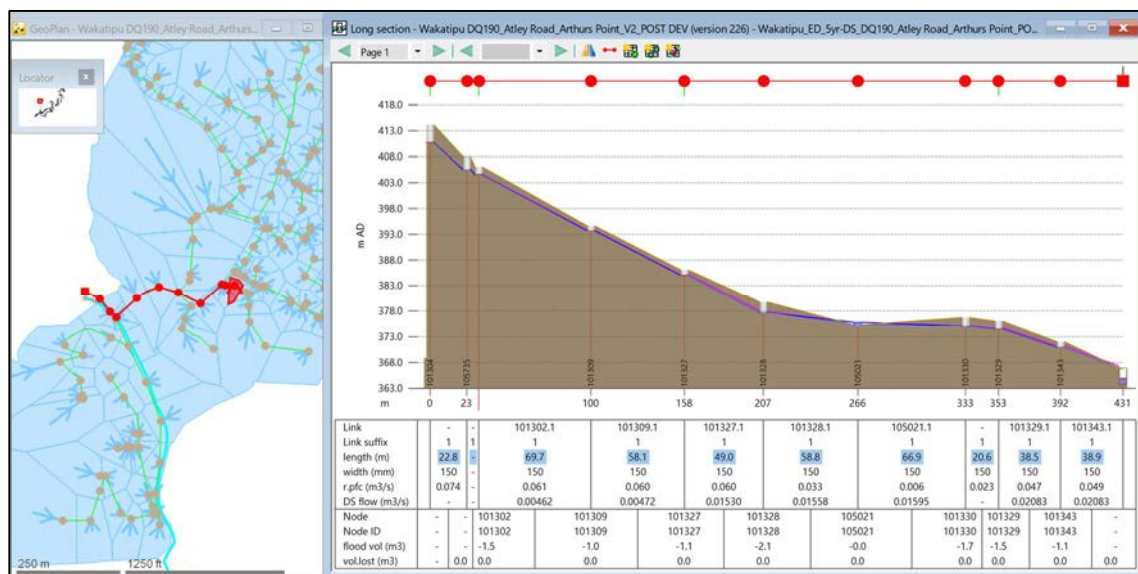 GeoPlan - Wakatipu DQ190_Atley Road_Arthurs...
Locator
x
250 m 1250 ft
Long section - Wakatipu DQ190_Atley Road_Arthurs Point_V2_POST DEV (version 226) - Wakatipu_ED_5yr-DS_DQ190_Atley Road_Arthurs Point_PO...
Page 1
418.0
413.0
408.0
403.0
398.0
393.0
388.0
383.0
378.0
373.0
368.0
363.0
m AD
101304
105735
101309
101327
101328
105021
101330
101329
101343
m 0 23 100 158 207 266 333 353 392 431
Link - - 101302.1 101309.1 101327.1 101328.1 105021.1 - 101329.1 101343.1
Link suffix 1 1 1 1 1 1 1 1 1 1
length (m) 22.8 - 69.7 58.1 49.0 58.8 66.9 20.6 38.5 38.9
width (mm) 150 - 150 150 150 150 150 150 150 150
r.pfc (m3/s) 0.074 - 0.061 0.060 0.060 0.033 0.006 0.023 0.047 0.049
DS flow (m3/s) - - 0.00462 0.00472 0.01530 0.01558 0.01595 - 0.02083 0.02083
Node - - 101302 101309 101327 101328 105021 101330 101329 101343 -
Node ID - - 101302 101309 101327 101328 105021 101330 101329 101343 -
flood vol (m3) - - -1.5 -1.0 -1.1 -2.1 -0.0 -1.7 -1.5 -1.1 -
vol.lost (m3) - 0.0 0.0 0.0 0.0 0.0 0.0 0.0 0.0 0.0 0.0